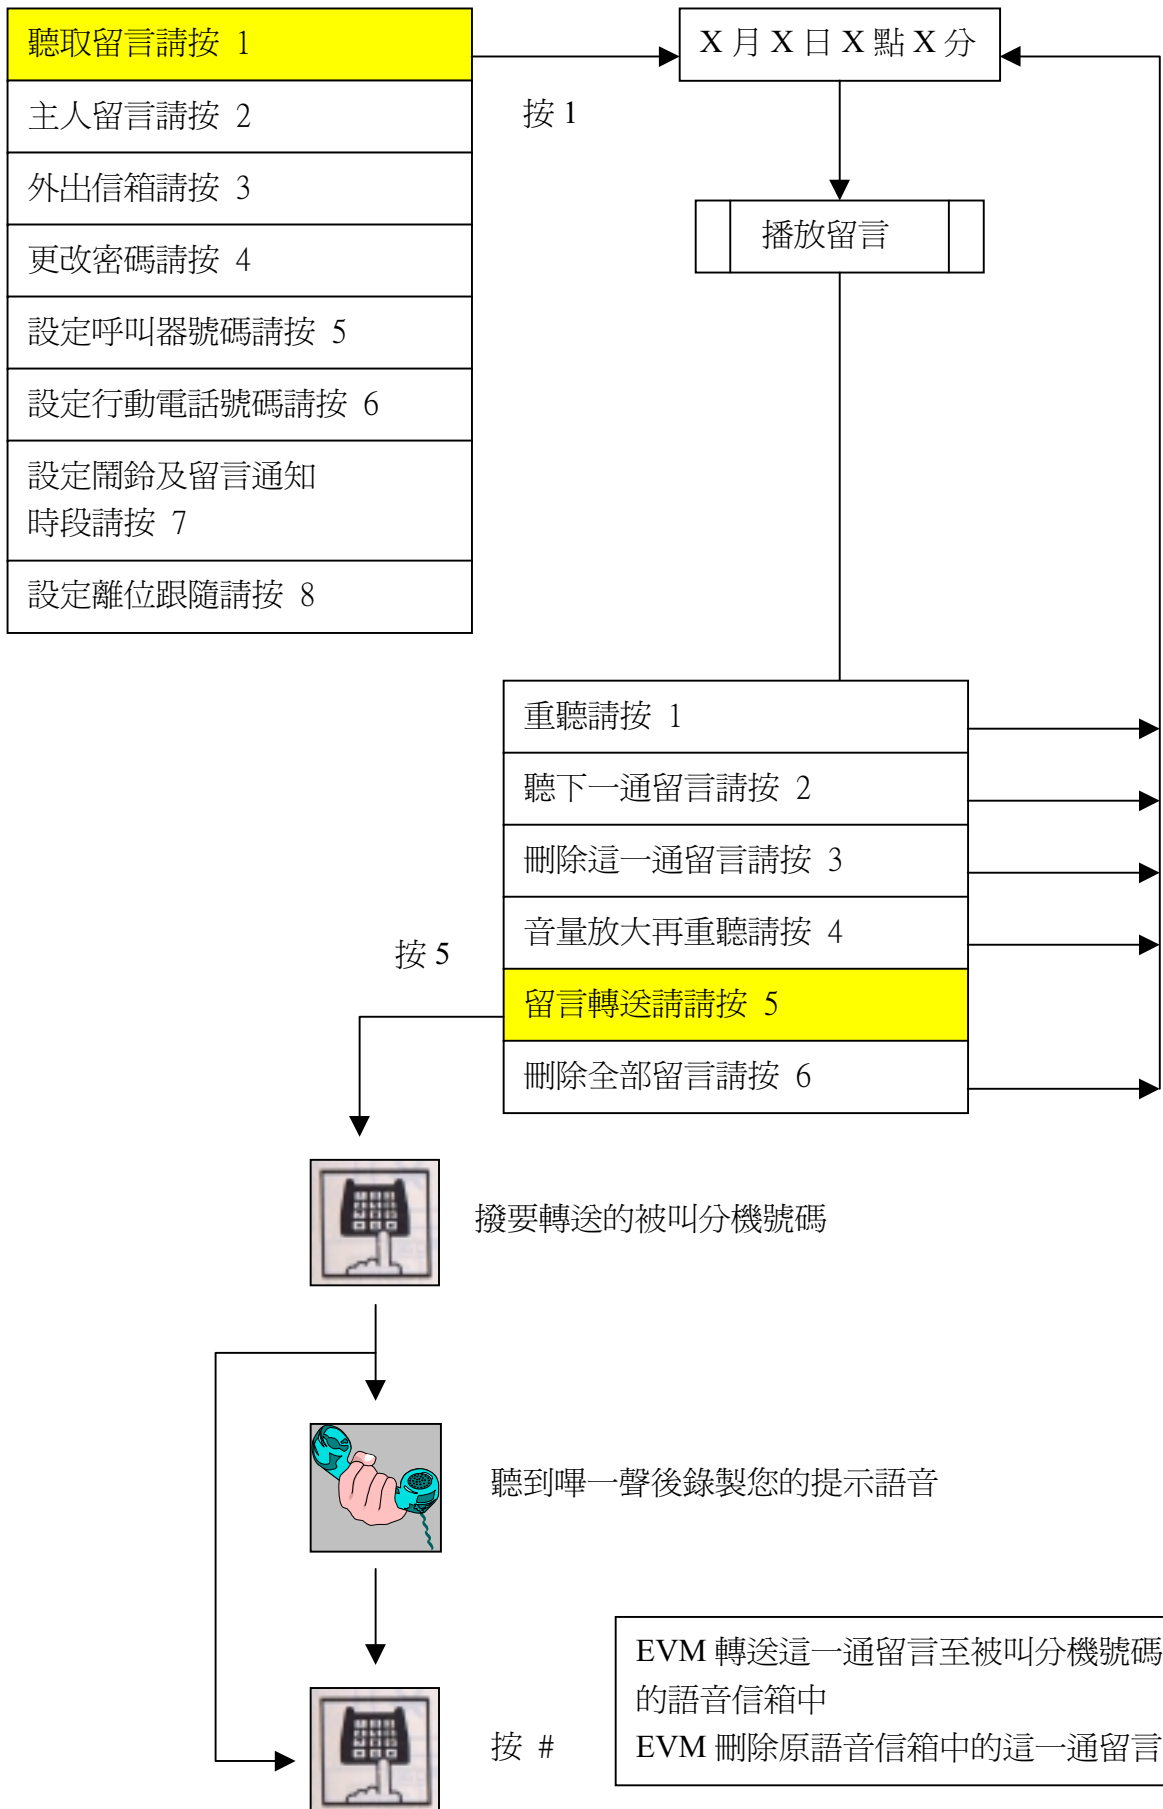 聽取留言請按 1
主人留言請按 2
外出信箱請按 3
更改密碼請按 4
設定呼叫器號碼請按 5
設定行動電話號碼請按 6
設定鬧鈴及留言通知
時段請按 7
設定離位跟隨請按 8
按 1
X 月 X 日 X 點 X 分
播放留言
重聽請按 1
聽下一通留言請按 2
刪除這一通留言請按 3
音量放大再重聽請按 4
留言轉送請請按 5
刪除全部留言請按 6
按 5
撥要轉送的被叫分機號碼
聽到嗶一聲後錄製您的提示語音
按 #
EVM 轉送這一通留言至被叫分機號碼
的語音信箱中
EVM 刪除原語音信箱中的這一通留言